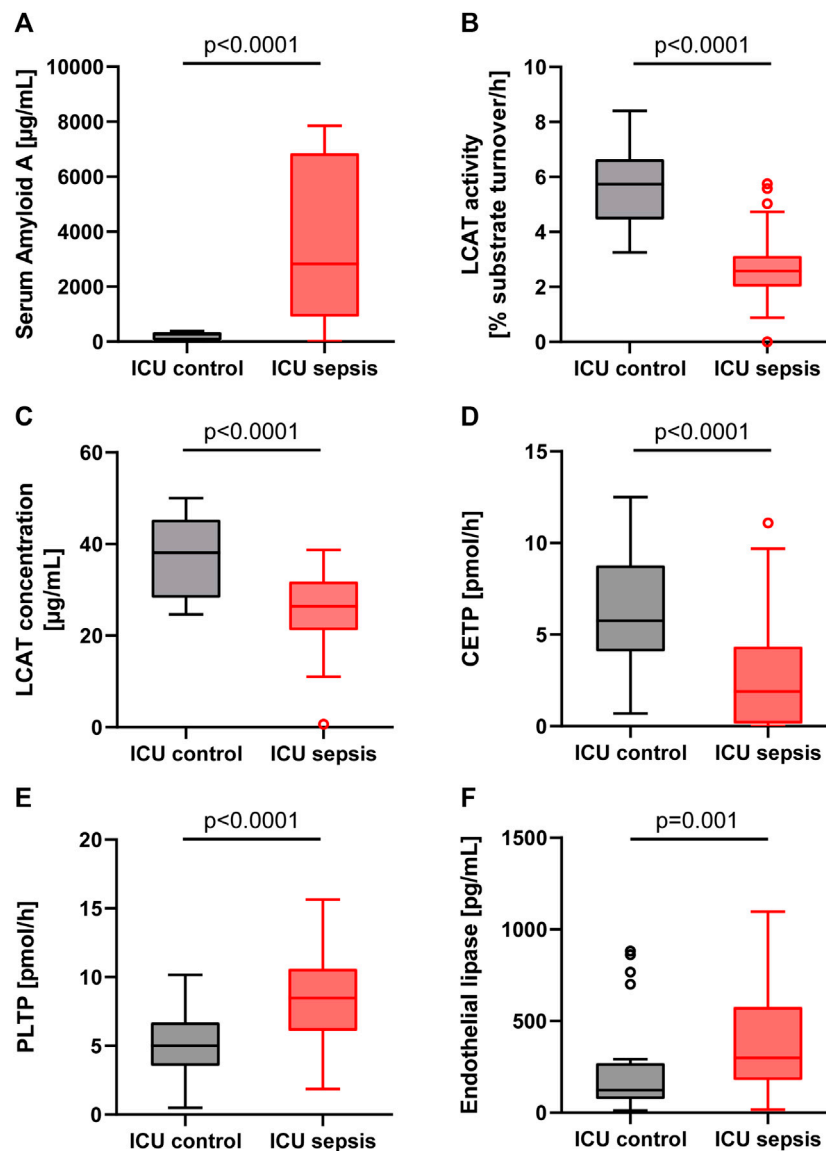 A
p<0.0001
Serum Amyloid A [µg/mL]
10000
8000
6000
4000
2000
0
ICU control ICU sepsis
B
p<0.0001
LCAT activity
[% substrate turnover/h]
10
8
6
4
2
0
ICU control ICU sepsis
C
p<0.0001
LCAT concentration
[µg/mL]
60
40
20
0
ICU control ICU sepsis
D
p<0.0001
CETP [pmol/h]
15
10
5
0
ICU control ICU sepsis
E
p<0.0001
PLTP [pmol/h]
20
15
10
5
0
ICU control ICU sepsis
F
p=0.001
Endothelial lipase [pg/mL]
1500
1000
500
0
ICU control ICU sepsis